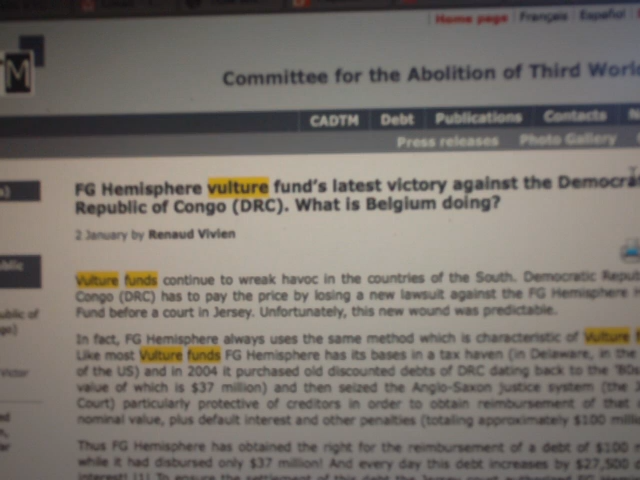 Home page | Français | Español
M
Committee for the Abolition of Third
CADTM Debt Publications Contacts
Press releases Photo Gallery
FG Hemisphere vulture fund's latest victory against the
Republic of Congo (DRC). What is Belgium doing?
2 January by Renaud Vivien
Vulture funds continue to wreak havoc in the countries of the South. Democratic
Congo (DRC) has to pay the price by losing a new lawsuit against the FG Hemisphere
Fund before a court in Jersey. Unfortunately, this new wound was predictable.
In fact, FG Hemisphere always uses the same method which is characteristic of Vulture
Like most Vulture funds FG Hemisphere has its bases in a tax haven (in Delaware, in the
of the US) and in 2004 it purchased old discounted debts of DRC dating back to the '80s
value of which is $37 million) and then seized the Anglo-Saxon justice system (the
Court) particularly protective of creditors in order to obtain reimbursement of that
nominal value, plus default interest and other penalties (totaling approximately $100
Thus FG Hemisphere has obtained the right for the reimbursement of a debt of $100
while it had disbursed only $37 million! And every day this debt increases by $27,500